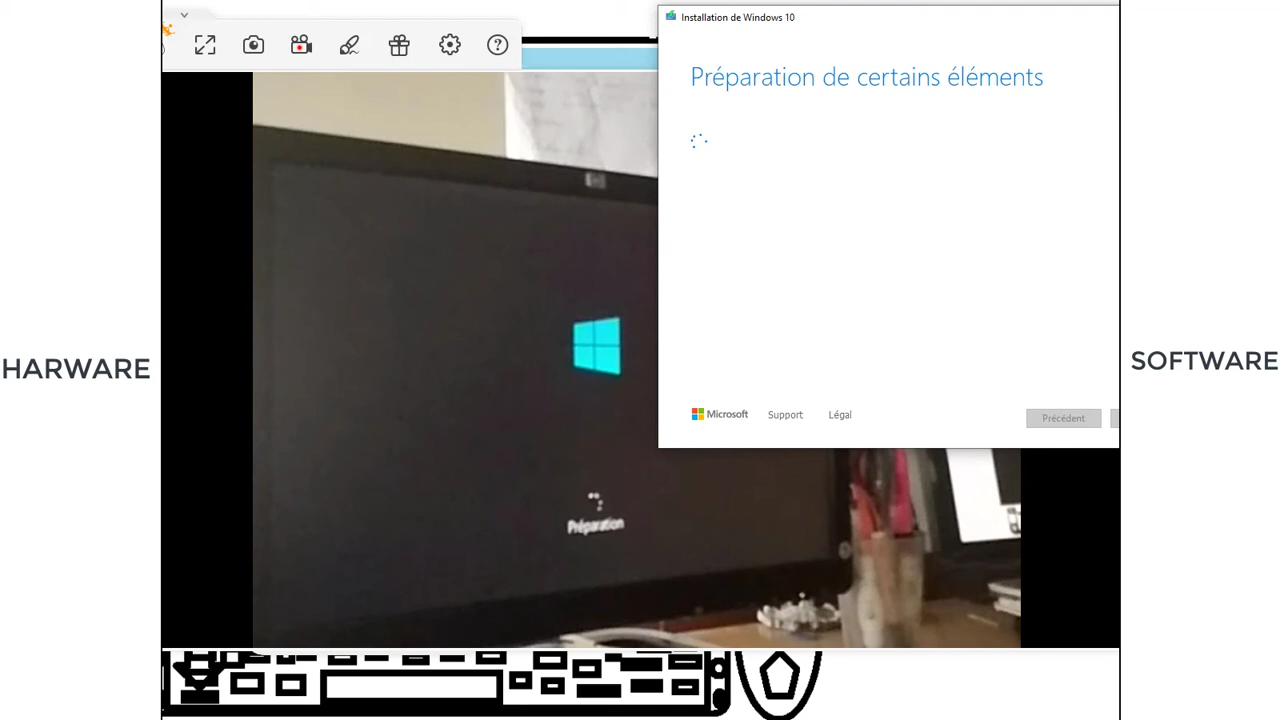 Installation de Windows 10
Préparation de certains éléments
HARWARE
SOFTWARE
Microsoft Support Légal
Précédent
Préparation